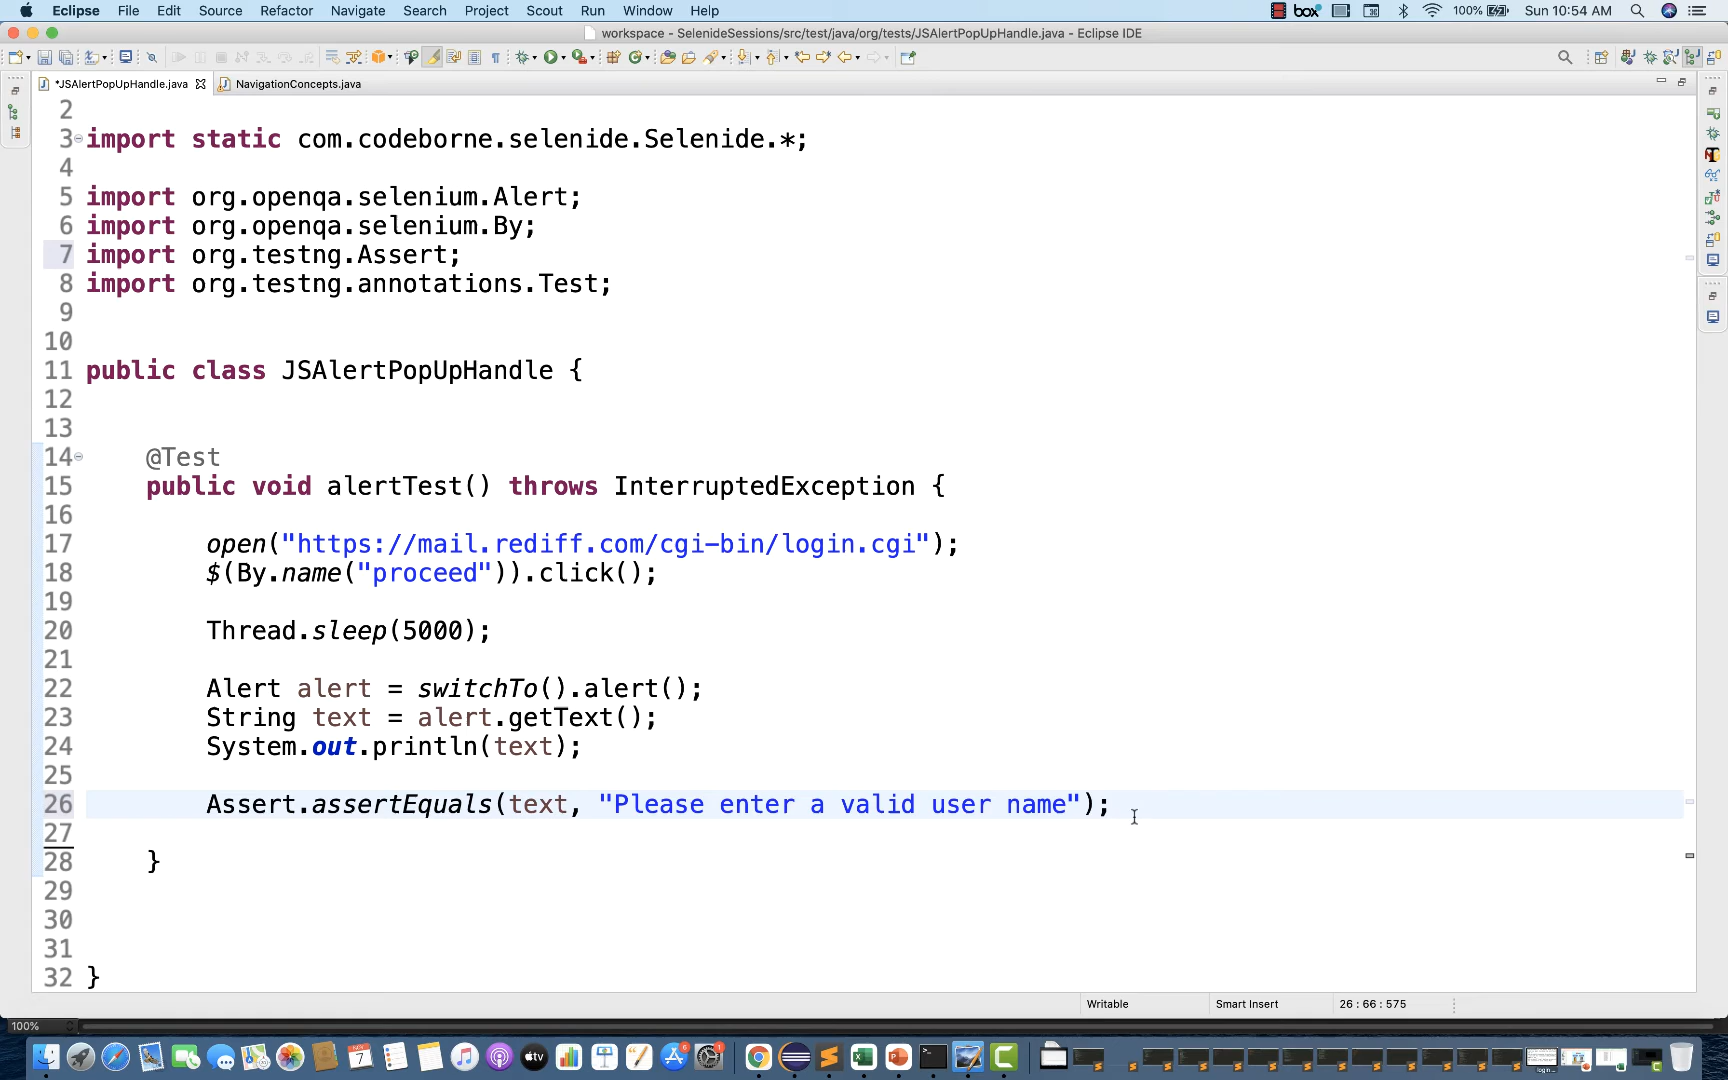 Eclipse File Edit Source Refactor Navigate Search Project Scout Run Window Help box 100% Sun 10:54 AM
workspace - SelenideSessions/src/test/java/org/tests/JSAlertPopUpHandle.java - Eclipse IDE
*JSAlertPopUpHandle.java NavigationConcepts.java
2
3 import static com.codeborne.selenide.Selenide.*;
4
5 import org.openqa.selenium.Alert;
6 import org.openqa.selenium.By;
7 import org.testng.Assert;
8 import org.testng.annotations.Test;
9
10
11 public class JSAlertPopUpHandle {
12
13
14 @Test
15 public void alertTest() throws InterruptedException {
16
17 open("https://mail.rediff.com/cgi-bin/login.cgi");
18 $(By.name("proceed")).click();
19
20 Thread.sleep(5000);
21
22 Alert alert = switchTo().alert();
23 String text = alert.getText();
24 System.out.println(text);
25
26 Assert.assertEquals(text, "Please enter a valid user name");
27
28 }
29
30
31
32 }
Writable Smart Insert 26 : 66 : 575
100%